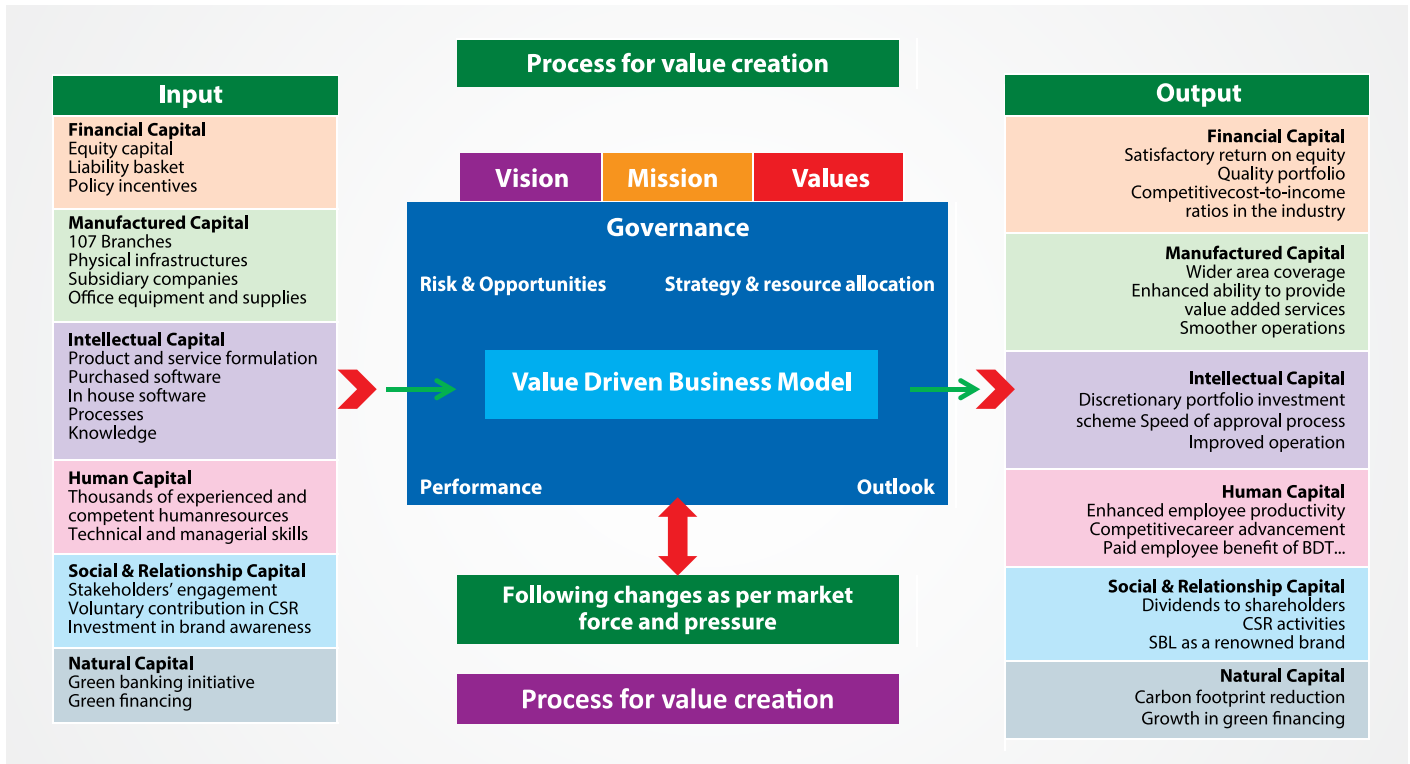 Process for value creation
Input
Financial Capital
Equity capital
Liability basket
Policy incentives
Manufactured Capital
107 Branches
Physical infrastructures
Subsidiary companies
Office equipment and supplies
Intellectual Capital
Product and service formulation
Purchased software
In house software
Processes
Knowledge
Human Capital
Thousands of experienced and
competent humanresources
Technical and managerial skills
Social & Relationship Capital
Stakeholders’ engagement
Voluntary contribution in CSR
Investment in brand awareness
Natural Capital
Green banking initiative
Green financing
Vision
Mission
Values
Governance
Risk & Opportunities
Strategy & resource allocation
Value Driven Business Model
Performance
Outlook
Following changes as per market
force and pressure
Process for value creation
Output
Financial Capital
Satisfactory return on equity
Quality portfolio
Competitivecost-to-income
ratios in the industry
Manufactured Capital
Wider area coverage
Enhanced ability to provide
value added services
Smoother operations
Intellectual Capital
Discretionary portfolio investment
scheme Speed of approval process
Improved operation
Human Capital
Enhanced employee productivity
Competitivecareer advancement
Paid employee benefit of BDT...
Social & Relationship Capital
Dividends to shareholders
CSR activities
SBL as a renowned brand
Natural Capital
Carbon footprint reduction
Growth in green financing